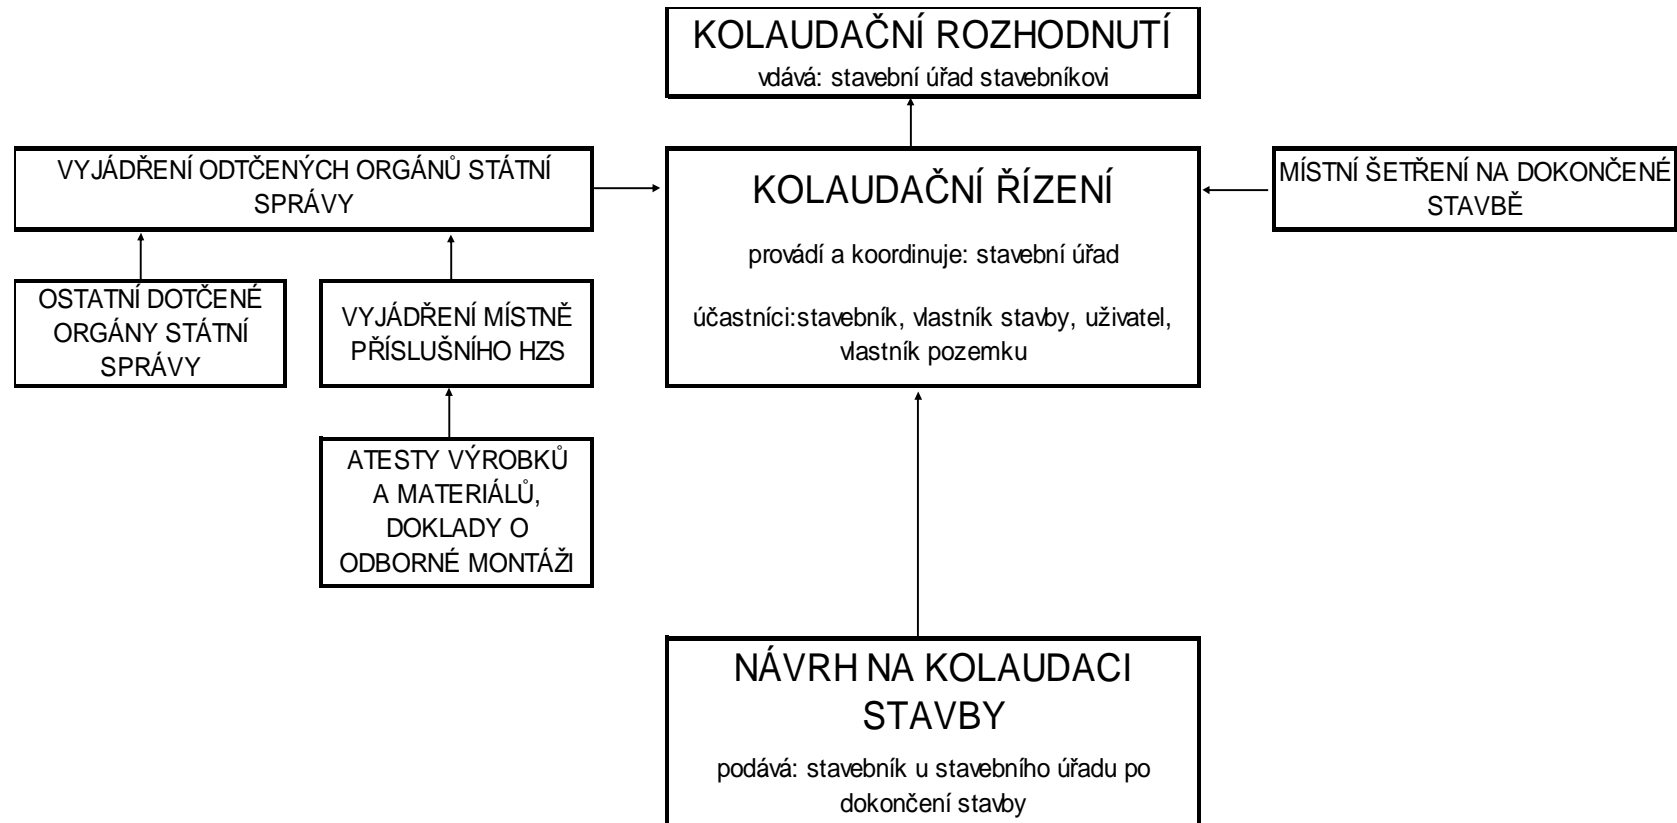 KOLAUDAČNÍ ROZHODNUTÍ
vdává: stavební úřad stavebníkovi
VYJÁDŘENÍ ODTČENÝCH ORGÁNŮ STÁTNÍ
SPRÁVY
KOLAUDAČNÍ ŘÍZENÍ
provádí a koordinuje: stavební úřad
účastníci:stavebník, vlastník stavby, uživatel,
vlastník pozemku
MÍSTNÍ ŠETŘENÍ NA DOKONČENÉ
STAVBĚ
OSTATNÍ DOTČENÉ
ORGÁNY STÁTNÍ
SPRÁVY
VYJÁDŘENÍ MÍSTNĚ
PŘÍSLUŠNÍHO HZS
ATESTY VÝROBKŮ
A MATERIÁLŮ,
DOKLADY O
ODBORNÉ MONTÁŽI
NÁVRH NA KOLAUDACI
STAVBY
podává: stavebník u stavebního úřadu po
dokončení stavby